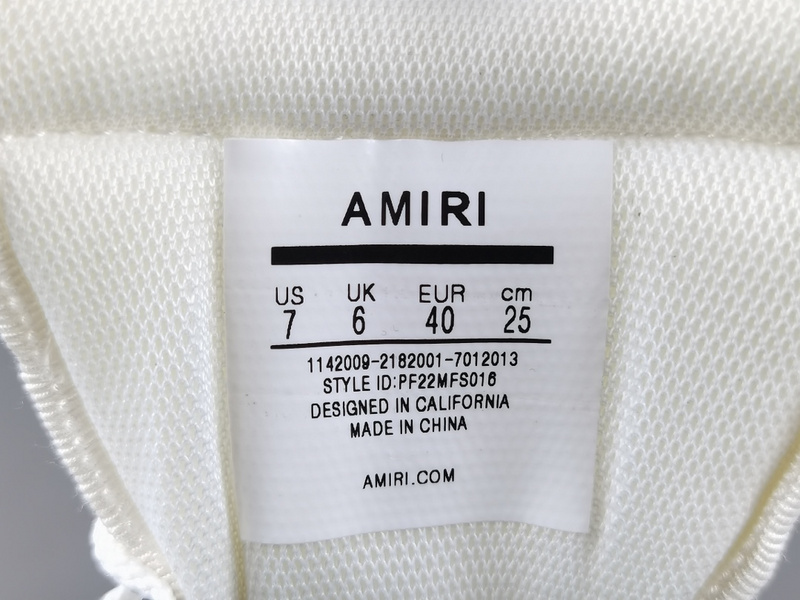 AMIRI
US UK EUR cm
7 6 40 25
1142009-2182001-7012013
STYLE ID:PF22MFS016
DESIGNED IN CALIFORNIA
MADE IN CHINA
AMIRI.COM